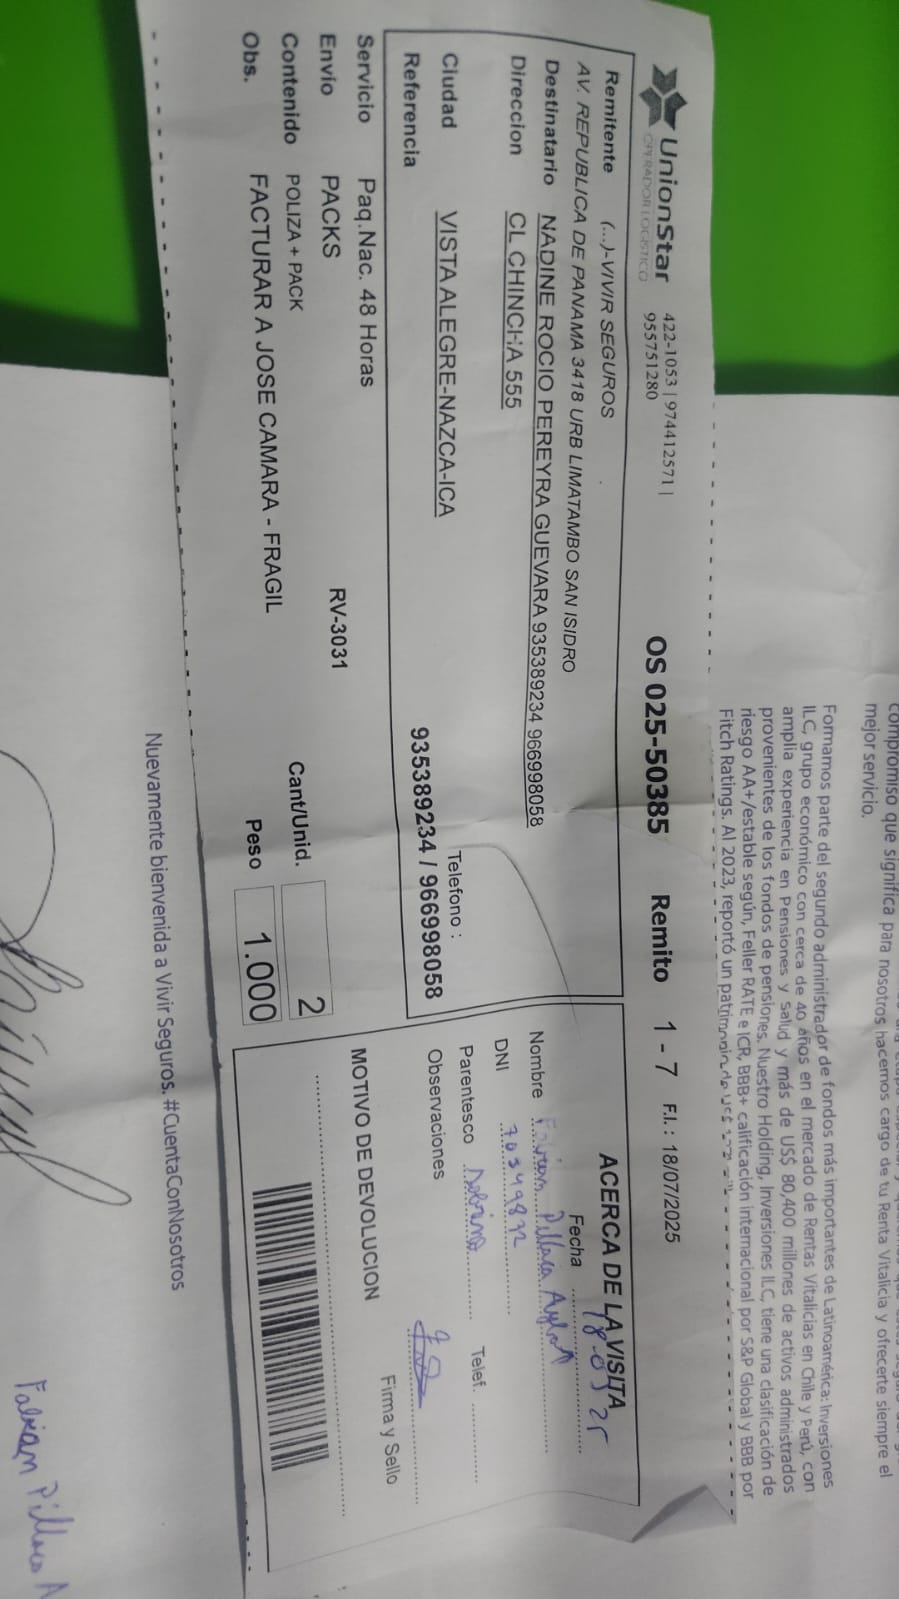 compromiso que significa para nosotros hacemos cargo de tu Renta Vitalicia y ofrecerte siempre el
mejor servicio.
Formamos parte del segundo administrador de fondos más importantes de Latinoamérica: Inversiones
ILC, grupo económico con cerca de 40 años en el mercado de Rentas Vitalicias en Chile y Perú, con
amplia experiencia en Pensiones y Salud y más de US$ 80,400 millones de activos administrados
provenientes de los fondos de pensiones. Nuestro Holding, Inversiones ILC, tiene una clasificación de
riesgo AA+/estable según, Feller RATE e ICR, BBB+ calificación internacional por S&P Global y BBB por
Fitch Ratings. Al 2023, reportó un patrimonio de US$
UnionStar
OPERADOR LOGISTICO
422-1053 | 974412571 |
955751280
OS 025-50385 Remito 1 - 7 F.I. : 18/07/2025
Remitente (...)-VIVIR SEGUROS
AV. REPUBLICA DE PANAMA 3418 URB LIMATAMBO SAN ISIDRO
Destinatario NADINE ROCIO PEREYRA GUEVARA 935389234 966998058
Direccion CL CHINCHA 555
Ciudad VISTA ALEGRE-NAZCA-ICA
Telefono :
Referencia 935389234 / 966998058
Servicio Paq.Nac. 48 Horas
Envío PACKS RV-3031
Contenido POLIZA + PACK Cant/Unid. 2
Obs. FACTURAR A JOSE CAMARA - FRAGIL Peso 1.000
ACERCA DE LA VISITA
Fecha
Nombre Fabian Pillaca
DNI 70349872
Parentesco Sobrino Telef.
Observaciones
Firma y Sello
MOTIVO DE DEVOLUCION
Nuevamente bienvenida a Vivir Seguros. #CuentaConNosotros
Fabian Pillaca A